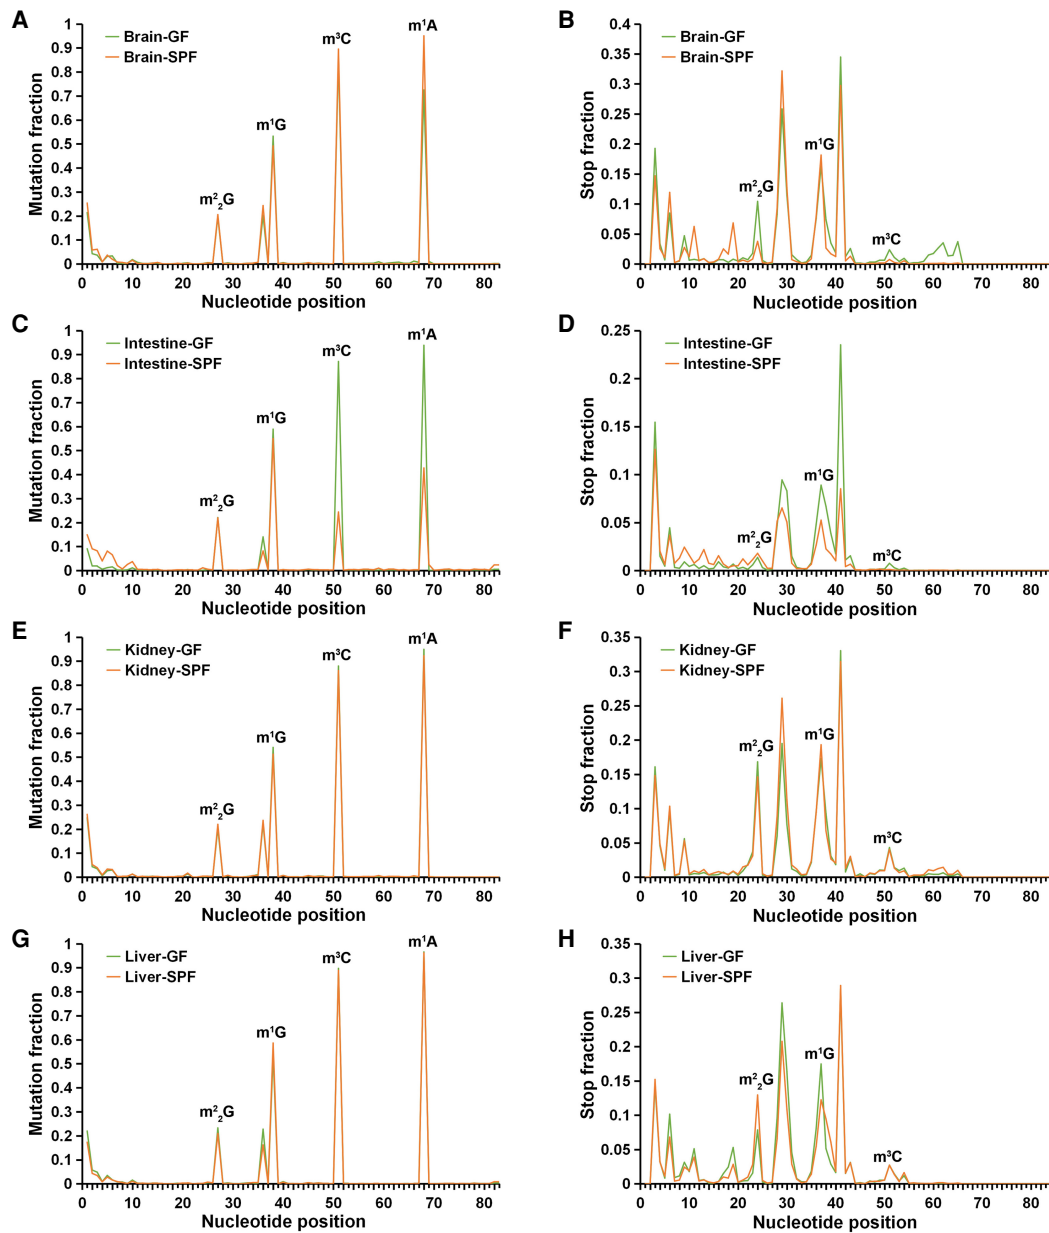 A
Mutation fraction
1
0.9
0.8
0.7
0.6
0.5
0.4
0.3
0.2
0.1
0
Brain-GF
Brain-SPF
m²₂G
m¹G
m³C
m¹A
0 10 20 30 40 50 60 70 80
Nucleotide position
B
Stop fraction
0.4
0.35
0.3
0.25
0.2
0.15
0.1
0.05
0
Brain-GF
Brain-SPF
m²₂G
m¹G
m³C
0 10 20 30 40 50 60 70 80
Nucleotide position
C
Mutation fraction
1
0.9
0.8
0.7
0.6
0.5
0.4
0.3
0.2
0.1
0
Intestine-GF
Intestine-SPF
m²₂G
m¹G
m³C
m¹A
0 10 20 30 40 50 60 70 80
Nucleotide position
D
Stop fraction
0.25
0.2
0.15
0.1
0.05
0
Intestine-GF
Intestine-SPF
m²₂G
m¹G
m³C
0 10 20 30 40 50 60 70 80
Nucleotide position
E
Mutation fraction
1
0.9
0.8
0.7
0.6
0.5
0.4
0.3
0.2
0.1
0
Kidney-GF
Kidney-SPF
m²₂G
m¹G
m³C
m¹A
0 10 20 30 40 50 60 70 80
Nucleotide position
F
Stop fraction
0.35
0.3
0.25
0.2
0.15
0.1
0.05
0
Kidney-GF
Kidney-SPF
m²₂G
m¹G
m³C
0 10 20 30 40 50 60 70 80
Nucleotide position
G
Mutation fraction
1
0.9
0.8
0.7
0.6
0.5
0.4
0.3
0.2
0.1
0
Liver-GF
Liver-SPF
m²₂G
m¹G
m³C
m¹A
0 10 20 30 40 50 60 70 80
Nucleotide position
H
Stop fraction
0.35
0.3
0.25
0.2
0.15
0.1
0.05
0
Liver-GF
Liver-SPF
m²₂G
m¹G
m³C
0 10 20 30 40 50 60 70 80
Nucleotide position